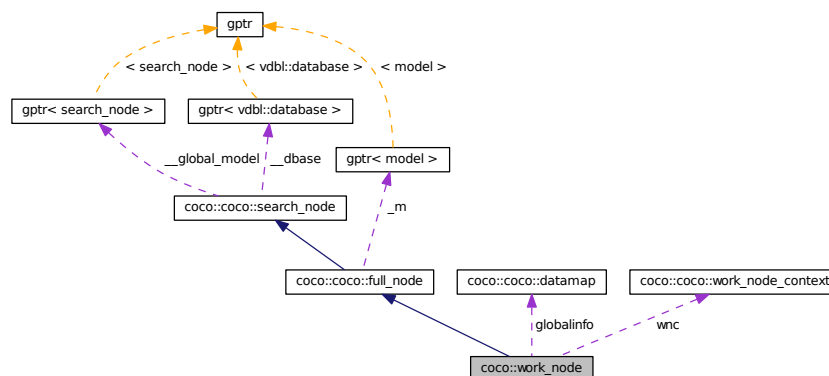 gptr
< search_node >
< vdbl::database >
< model >
gptr< search_node >
gptr< vdbl::database >
__global_model
__dbase
gptr< model >
coco::coco::search_node
_m
coco::coco::full_node
coco::coco::datamap
coco::coco::work_node_context
globalinfo
wnc
coco::work_node